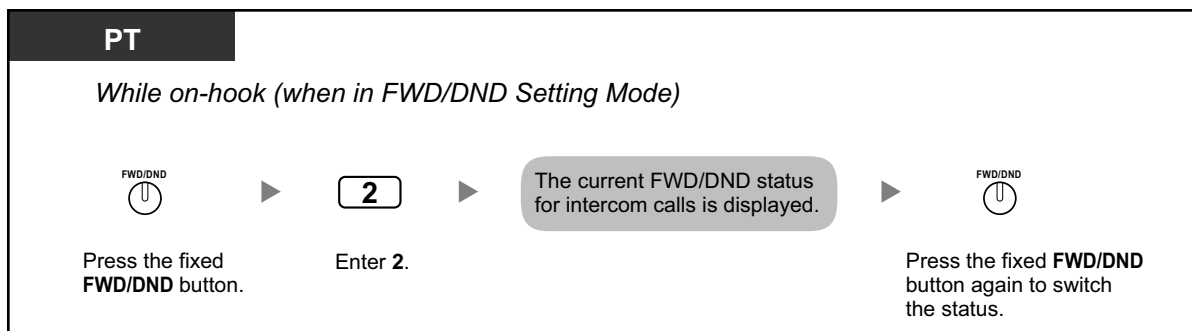 PT
While on-hook (when in FWD/DND Setting Mode)
FWD/DND
2
The current FWD/DND status
for intercom calls is displayed.
FWD/DND
Press the fixed
FWD/DND button.
Enter 2.
Press the fixed FWD/DND
button again to switch
the status.